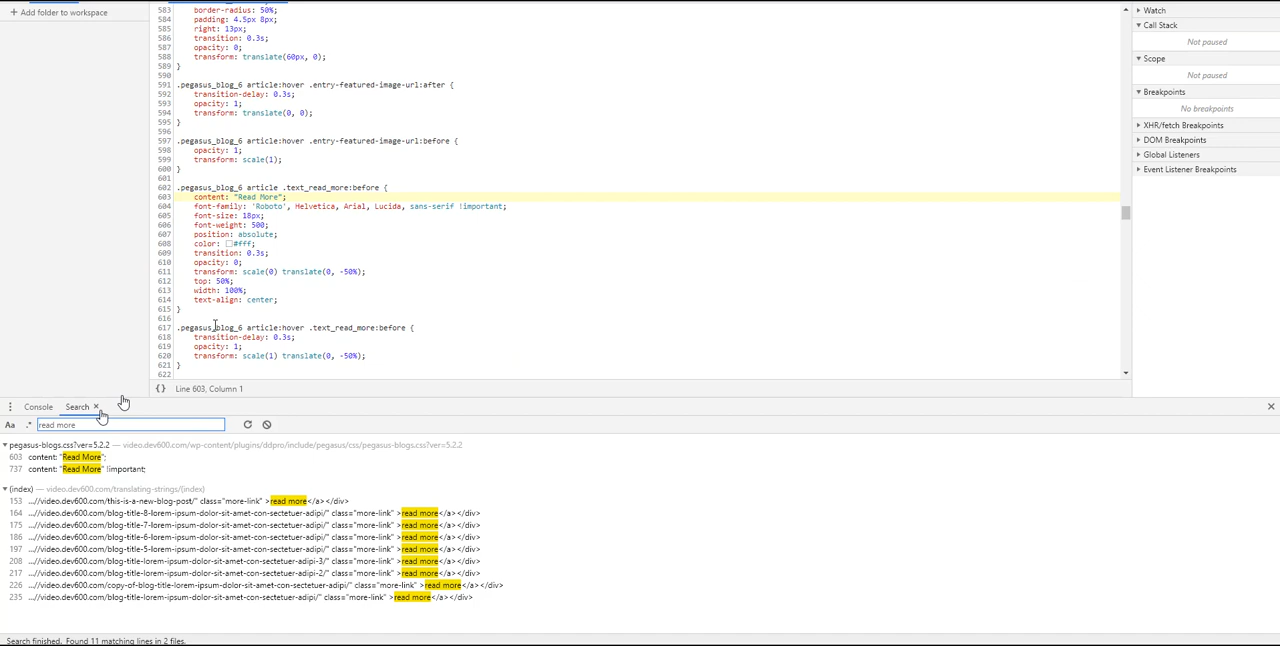 + Add folder to workspace
583 border-radius: 50%;
584 padding: 4.5px 8px;
585 right: 13px;
586 transition: 0.3s;
587 opacity: 0;
588 transform: translate(60px, 0);
589 }
590
591 .pegasus_blog_6 article:hover .entry-featured-image-url:after {
592 transition-delay: 0.3s;
593 opacity: 1;
594 transform: translate(0, 0);
595 }
596
597 .pegasus_blog_6 article:hover .entry-featured-image-url:before {
598 opacity: 1;
599 transform: scale(1);
600 }
601
602 .pegasus_blog_6 article .text_read_more:before {
603 content: "Read More";
604 font-family: 'Roboto', Helvetica, Arial, Lucida, sans-serif !important;
605 font-size: 18px;
606 font-weight: 500;
607 position: absolute;
608 color: #fff;
609 transition: 0.3s;
610 opacity: 0;
611 transform: scale(0) translate(0, -50%);
612 top: 50%;
613 width: 100%;
614 text-align: center;
615 }
616
617 .pegasus_blog_6 article:hover .text_read_more:before {
618 transition-delay: 0.3s;
619 opacity: 1;
620 transform: scale(1) translate(0, -50%);
621 }
622
{} Line 603, Column 1
Watch
Call Stack
Not paused
Scope
Not paused
Breakpoints
No breakpoints
XHR/fetch Breakpoints
DOM Breakpoints
Global Listeners
Event Listener Breakpoints
Console Search ×
Aa .* read more
pegasus-blogs.css?ver=5.2.2 — video.dev600.com/wp-content/plugins/ddpro/include/pegasus/css/pegasus-blogs.css?ver=5.2.2
603 content: "Read More";
737 content: "Read More" !important;
(index) — video.dev600.com/translating-strings/(index)
153 ...//video.dev600.com/this-is-a-new-blog-post/" class="more-link" >read more</a></div>
164 ...//video.dev600.com/blog-title-8-lorem-ipsum-dolor-sit-amet-con-sectetuer-adipi/" class="more-link" >read more</a></div>
175 ...//video.dev600.com/blog-title-7-lorem-ipsum-dolor-sit-amet-con-sectetuer-adipi/" class="more-link" >read more</a></div>
186 ...//video.dev600.com/blog-title-6-lorem-ipsum-dolor-sit-amet-con-sectetuer-adipi/" class="more-link" >read more</a></div>
197 ...//video.dev600.com/blog-title-5-lorem-ipsum-dolor-sit-amet-con-sectetuer-adipi/" class="more-link" >read more</a></div>
208 ...//video.dev600.com/blog-title-lorem-ipsum-dolor-sit-amet-con-sectetuer-adipi-3/" class="more-link" >read more</a></div>
217 ...//video.dev600.com/blog-title-lorem-ipsum-dolor-sit-amet-con-sectetuer-adipi-2/" class="more-link" >read more</a></div>
226 ...//video.dev600.com/copy-of-blog-title-lorem-ipsum-dolor-sit-amet-con-sectetuer-adipi/" class="more-link" >read more</a></div>
235 ...//video.dev600.com/blog-title-lorem-ipsum-dolor-sit-amet-con-sectetuer-adipi/" class="more-link" >read more</a></div>
Search finished. Found 11 matching lines in 2 files.